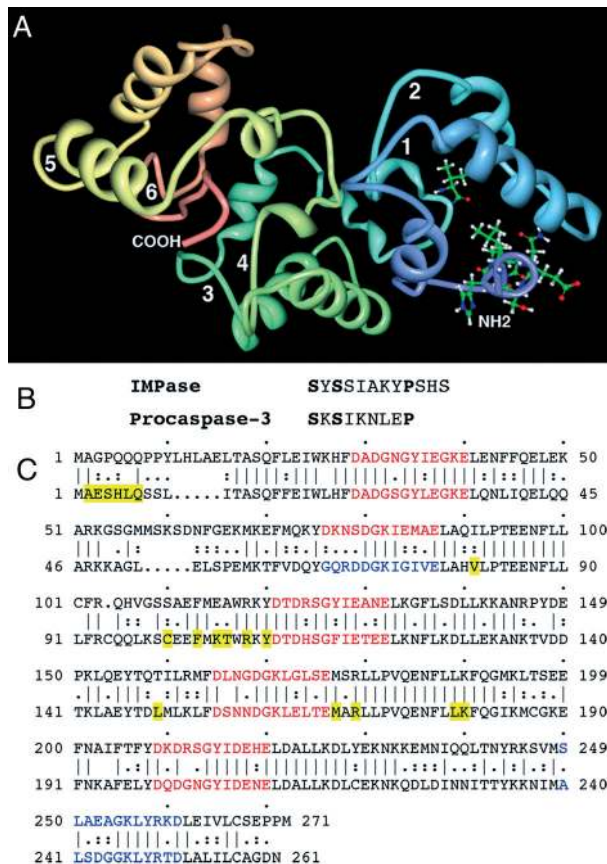 A
1
2
3
4
5
6
COOH
NH2
B
IMPase SYSSIAKYPSHS
Procaspase-3 SKSIKNLEP
C
1 MAGPQQQPPYLHLAELTASQFLEIWKHFDADGNGYIEGKELENFFQELEK 50
1 MAESHLQSSL.....ITASQFFEIWLHFDADGSGYLEGKELQNLIQELQQ 45
51 ARKGSGMMSKSDNFGEKMKEFMQKYDKNSDGKIEMAELAQILPTEENFLL 100
46 ARKKAGL.....ELSPEMKTFVDQYGQRDDGKIGIVELAHVLPTEENFLL 90
101 CFR.QHVGSSAEFMEAWRKYDTDRSGYIEANELKGFLSDLLKKANRPYDE 149
91 LFRCQQLKSCEEFMKTWRKYDTDHSGFIETEELKNFLKDLLEKANKTVDD 140
150 PKLQEYTQTILRMFDLNGDGKLGLSEMSRLLPVQENFLLKFQGMKLTSEE 199
141 TKLAEYTDLMLKLFDSNNDGKLELTEMARLLPVQENFLLKFQGIKMCGKE 190
200 FNAIFTFYDKDRSGYIDEHELDALLKDLYEKNKKEMNIQQLTNYRKSVMS 249
191 FNKAFELYDQDGNGYIDENELDALLKDLCEKNKQDLDINNITTYKKNIMA 240
250 LAEAGKLYRKDLEIVLCSEPPM 271
241 LSDGGKLYRTDLALILCAGDN 261